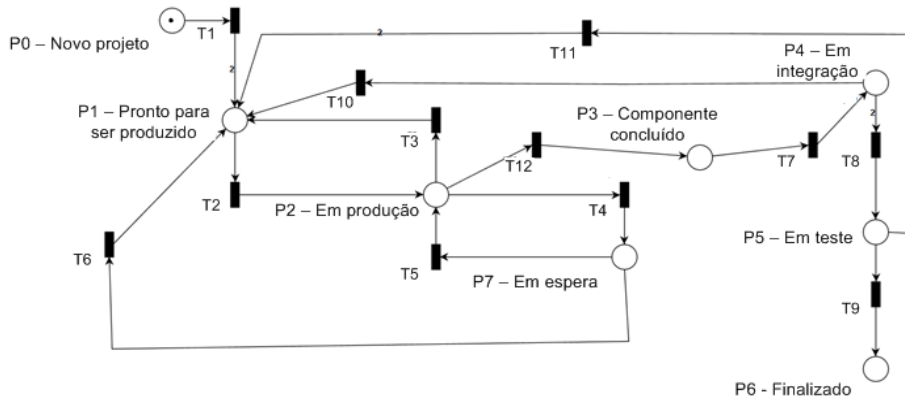 T1
2
P0 – Novo projeto
T11
P4 – Em
integração
2
T10
P1 – Pronto para
ser produzido
T3
P3 – Componente
concluído
2
T12
T7
T8
T2
P2 – Em produção
T4
P5 – Em teste
T6
T5
P7 – Em espera
T9
P6 - Finalizado